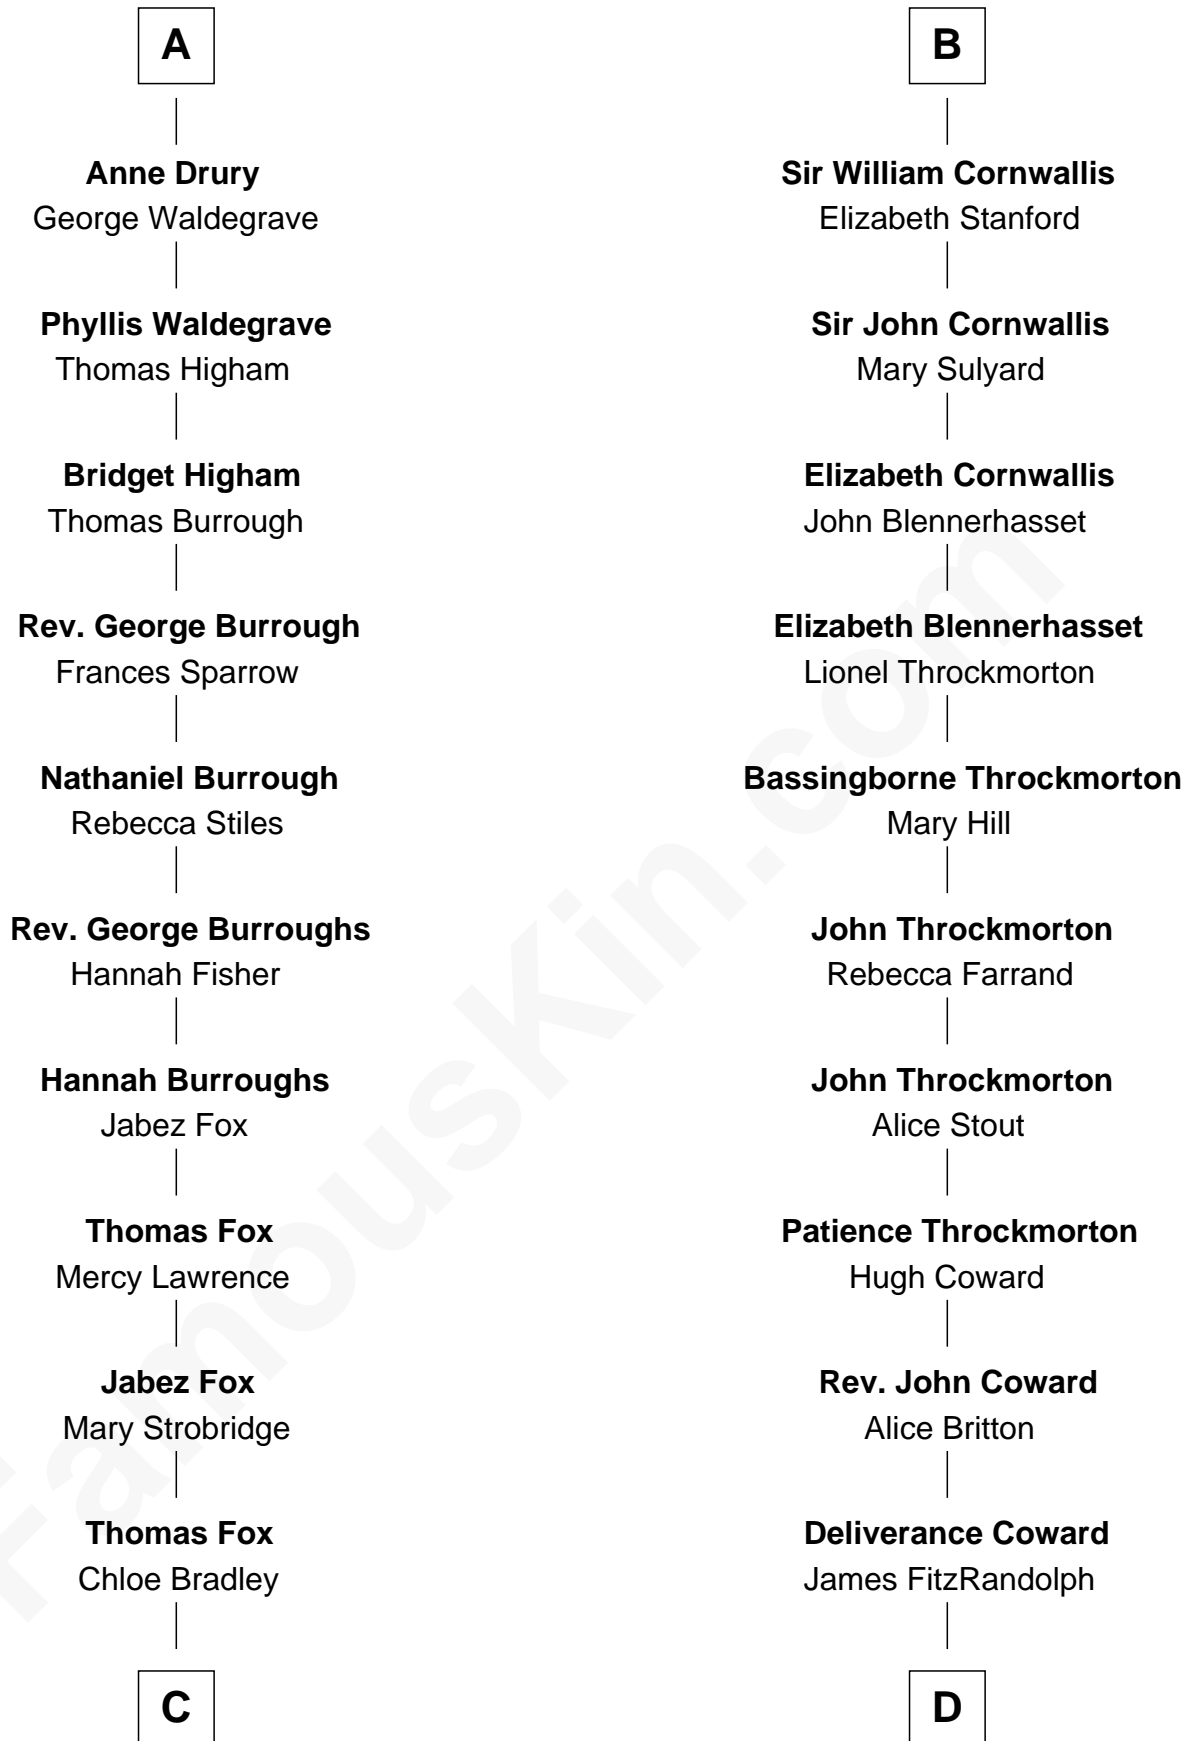 A
Anne Drury
George Waldegrave
Phyllis Waldegrave
Thomas Higham
Bridget Higham
Thomas Burrough
Rev. George Burrough
Frances Sparrow
Nathaniel Burrough
Rebecca Stiles
Rev. George Burroughs
Hannah Fisher
Hannah Burroughs
Jabez Fox
Thomas Fox
Mercy Lawrence
Jabez Fox
Mary Strobridge
Thomas Fox
Chloe Bradley
C
B
Sir William Cornwallis
Elizabeth Stanford
Sir John Cornwallis
Mary Sulyard
Elizabeth Cornwallis
John Blennerhasset
Elizabeth Blennerhasset
Lionel Throckmorton
Bassingborne Throckmorton
Mary Hill
John Throckmorton
Rebecca Farrand
John Throckmorton
Alice Stout
Patience Throckmorton
Hugh Coward
Rev. John Coward
Alice Britton
Deliverance Coward
James FitzRandolph
D
FamousKin.com